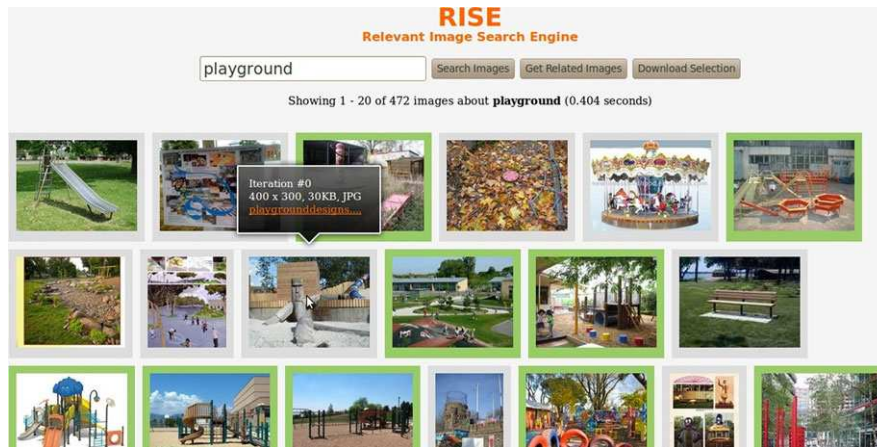 RISE
Relevant Image Search Engine
playground
Search Images
Get Related Images
Download Selection
Showing 1 - 20 of 472 images about playground (0.404 seconds)
Iteration #0
400 x 300, 30KB, JPG
playgrounddesigns....